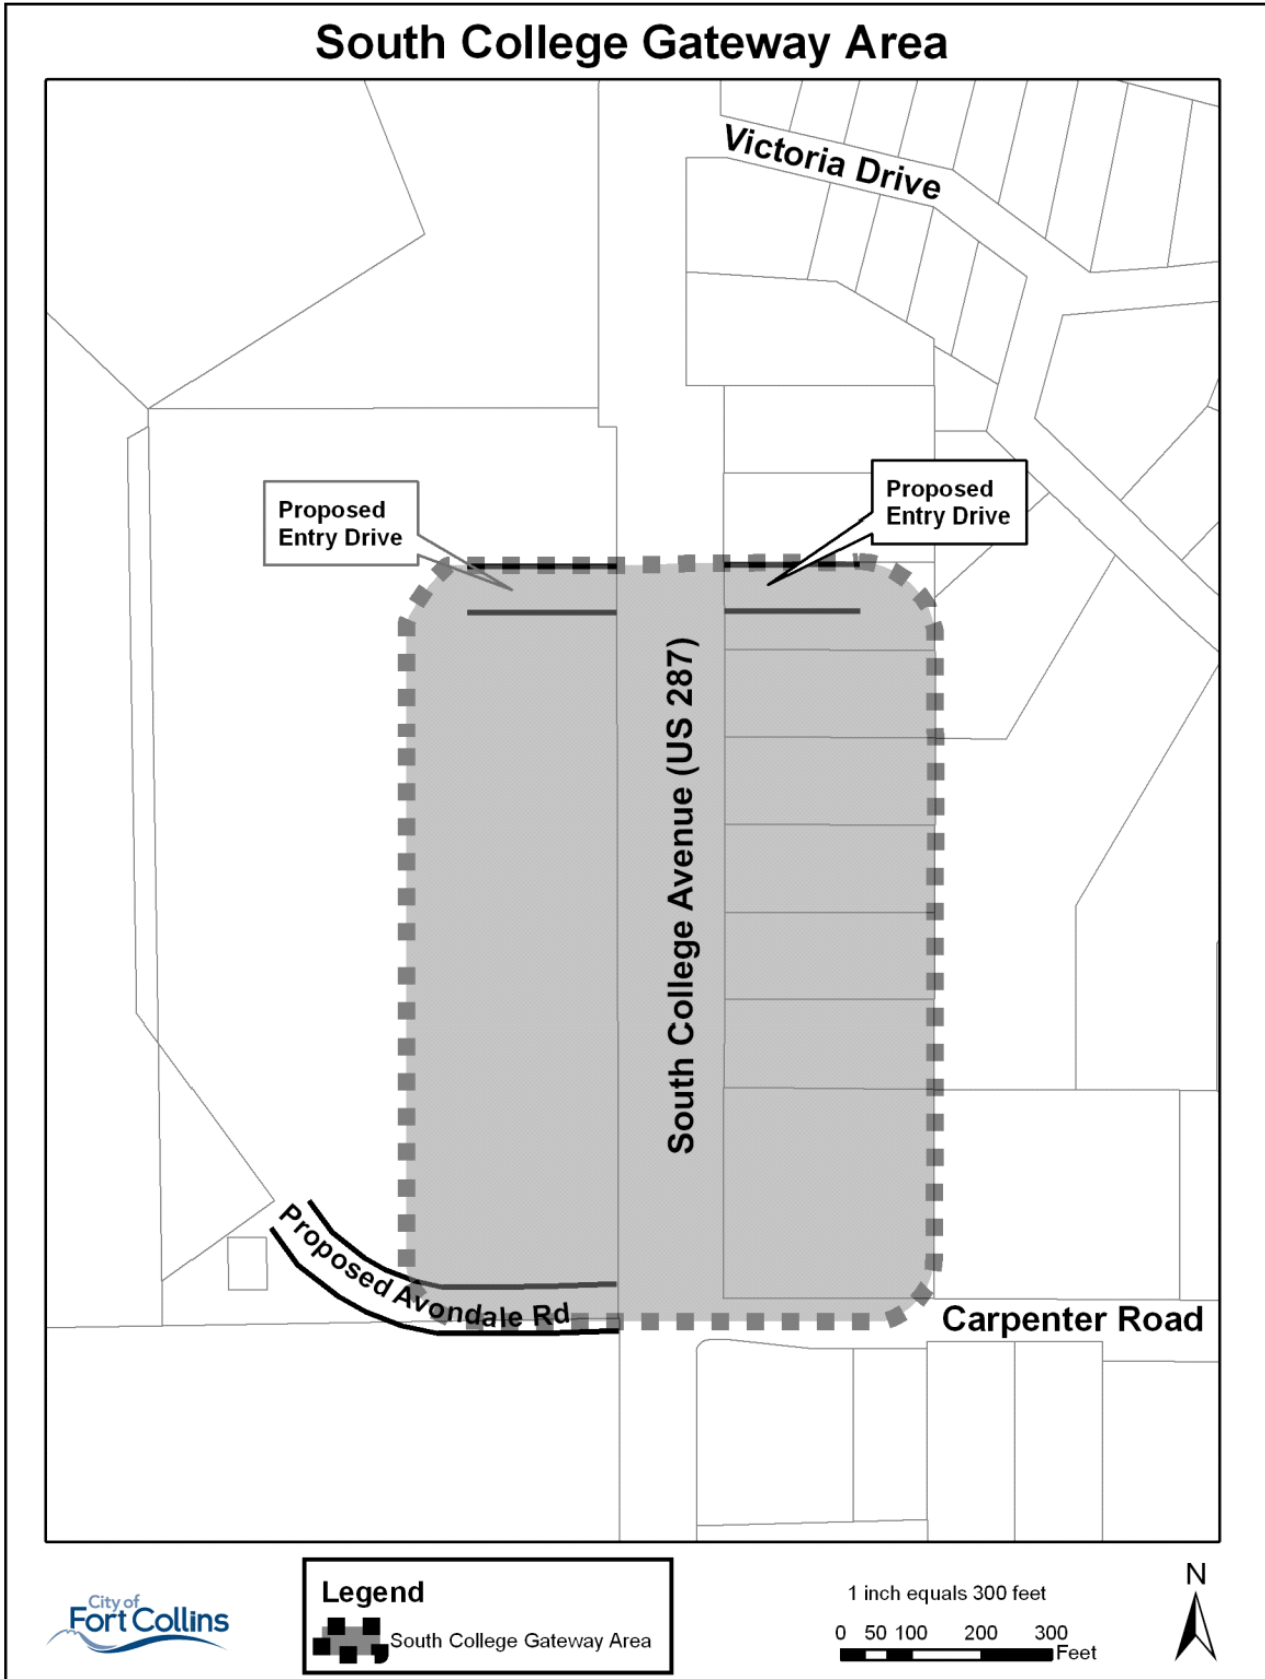 South College Gateway Area
Victoria Drive
Proposed
Entry Drive
Proposed
Entry Drive
South College Avenue (US 287)
Proposed Avondale Rd
Carpenter Road
City of
Fort Collins
Legend
South College Gateway Area
1 inch equals 300 feet
0 50 100 200 300
Feet
N